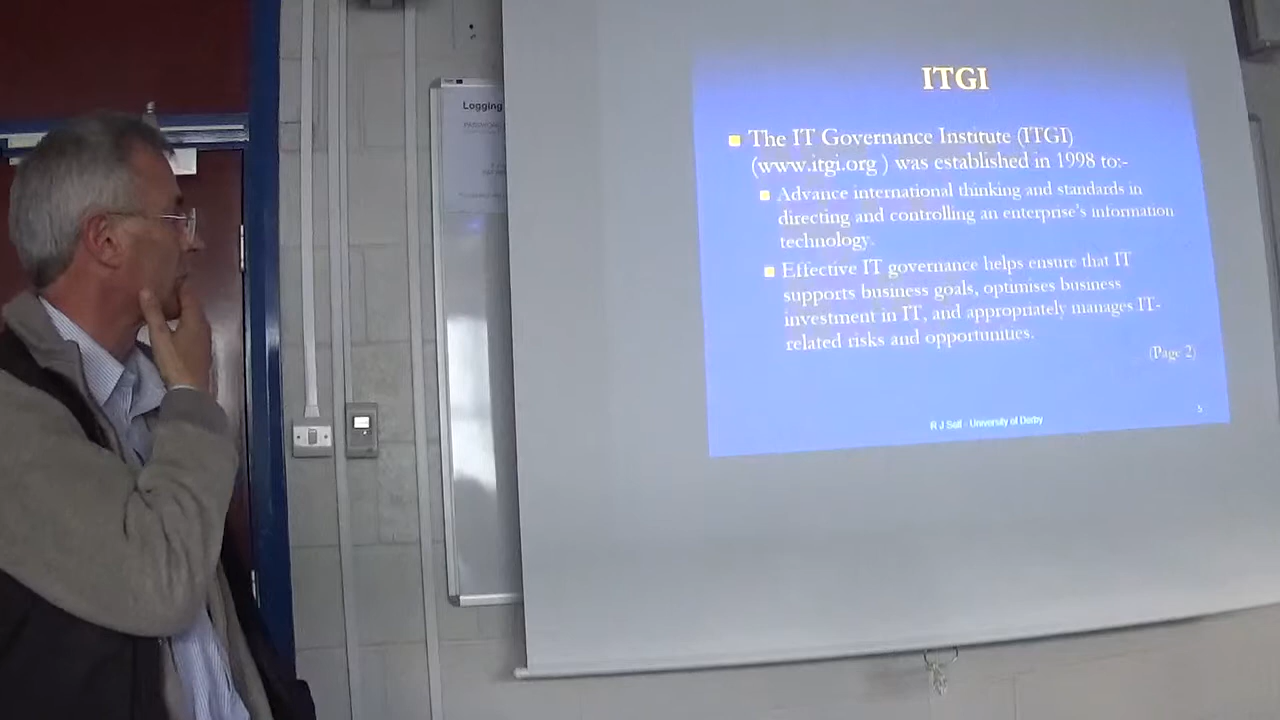 Logging
ITGI
The IT Governance Institute (ITGI)
(www.itgi.org ) was established in 1998 to:-
Advance international thinking and standards in
directing and controlling an enterprise's information
technology.
Effective IT governance helps ensure that IT
supports business goals, optimises business
investment in IT, and appropriately manages IT-
related risks and opportunities.
(Page 2)
R J Self - University of Derby
5